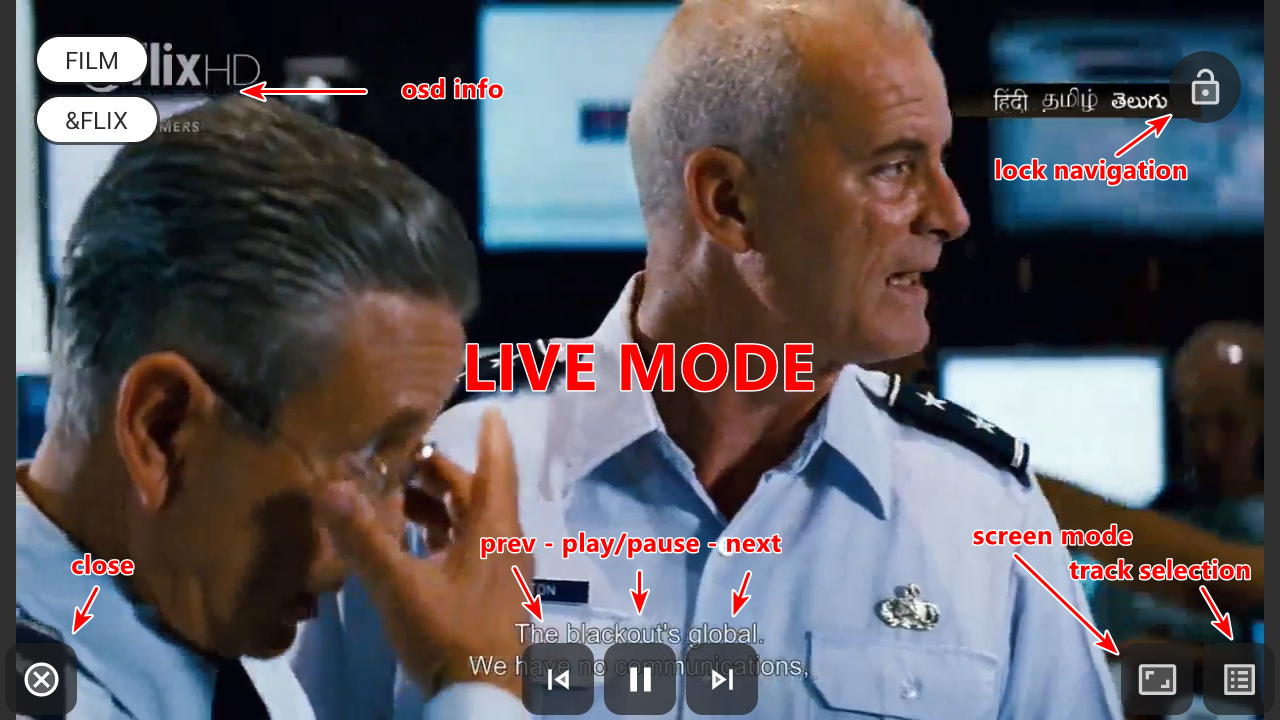 FILM
flixHD
osd info
&FLIX
MERS
हिंदी தமிழ் తెలుగు
lock navigation
LIVE MODE
prev - play/pause - next
screen mode
track selection
close
The blackout's global.
We have no communications,